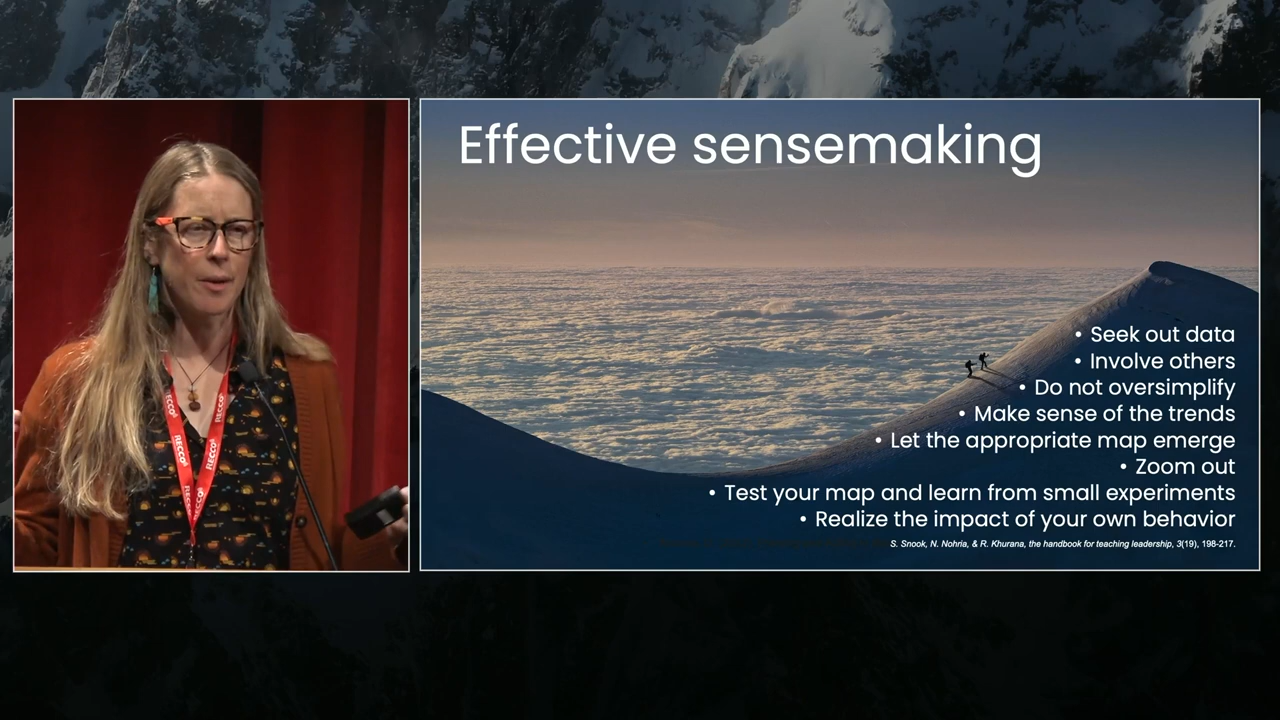 Effective sensemaking
• Seek out data
• Involve others
• Do not oversimplify
• Make sense of the trends
• Let the appropriate map emerge
• Zoom out
• Test your map and learn from small experiments
• Realize the impact of your own behavior
S. Snook, N. Nohria, & R. Khurana, the handbook for teaching leadership, 3(19), 198-217.
RECCO
RECCO
RECCO
RECCO